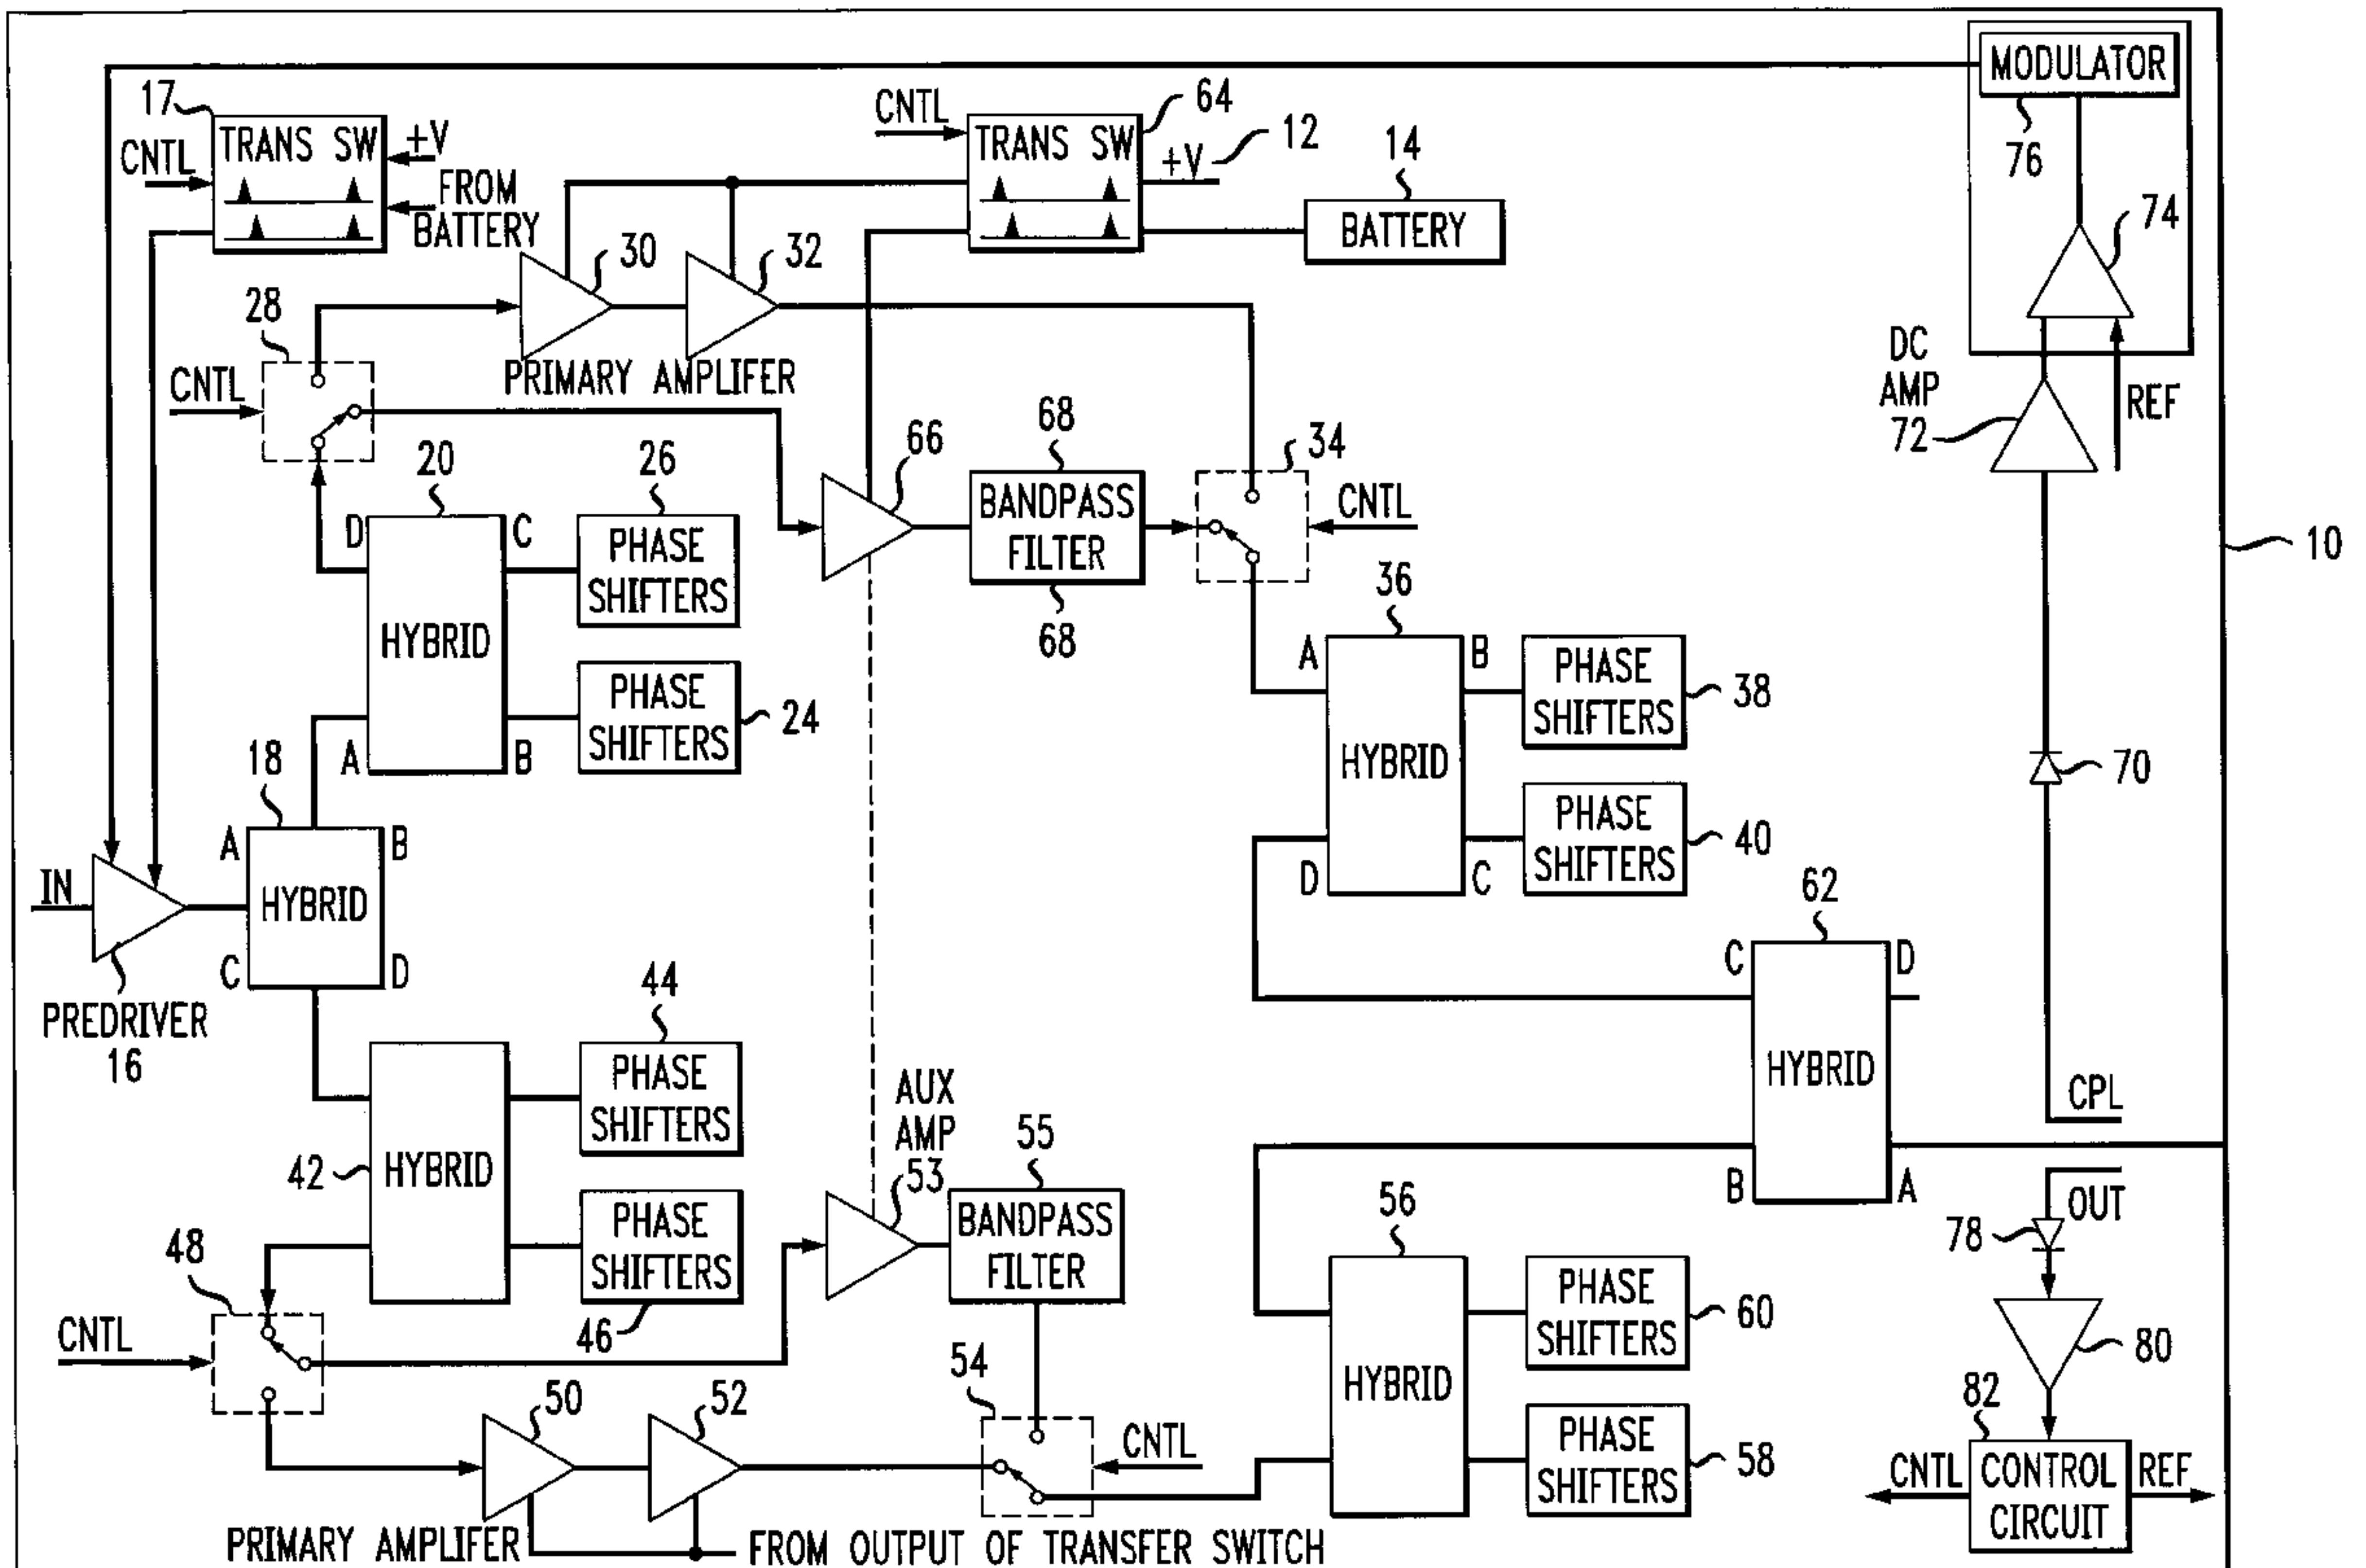 MODULATOR
76
74
17
TRANS SW
+V
CNTL
FROM
BATTERY
CNTL
64
TRANS SW
+V
12
14
BATTERY
30
32
28
CNTL
PRIMARY AMPLIFER
DC
AMP
72
REF
10
20
26
D
C
PHASE
SHIFTERS
HYBRID
PHASE
SHIFTERS
24
A
B
66
68
BANDPASS
FILTER
68
34
CNTL
36
A
B
PHASE
SHIFTERS
38
HYBRID
PHASE
SHIFTERS
40
D
C
70
18
A
B
IN
HYBRID
C
D
PREDRIVER
16
62
C
D
HYBRID
CPL
B
A
OUT
44
PHASE
SHIFTERS
42
HYBRID
PHASE
SHIFTERS
46
AUX
AMP
53
55
BANDPASS
FILTER
48
CNTL
56
PHASE
SHIFTERS
60
HYBRID
PHASE
SHIFTERS
58
78
80
82
50
52
54
CNTL
CNTL
CONTROL
CIRCUIT
REF
PRIMARY AMPLIFER
FROM OUTPUT OF TRANSFER SWITCH